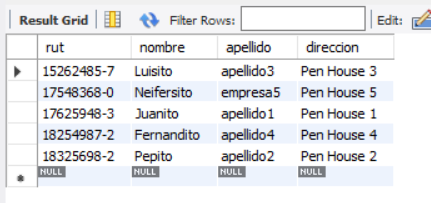 Result Grid Filter Rows: Edit:
rut nombre apellido direccion
15262485-7 Luisito apellido3 Pen House 3
17548368-0 Neifersito empresa5 Pen House 5
17625948-3 Juanito apellido1 Pen House 1
18254987-2 Fernandito apellido4 Pen House 4
18325698-2 Pepito apellido2 Pen House 2
NULL NULL NULL NULL